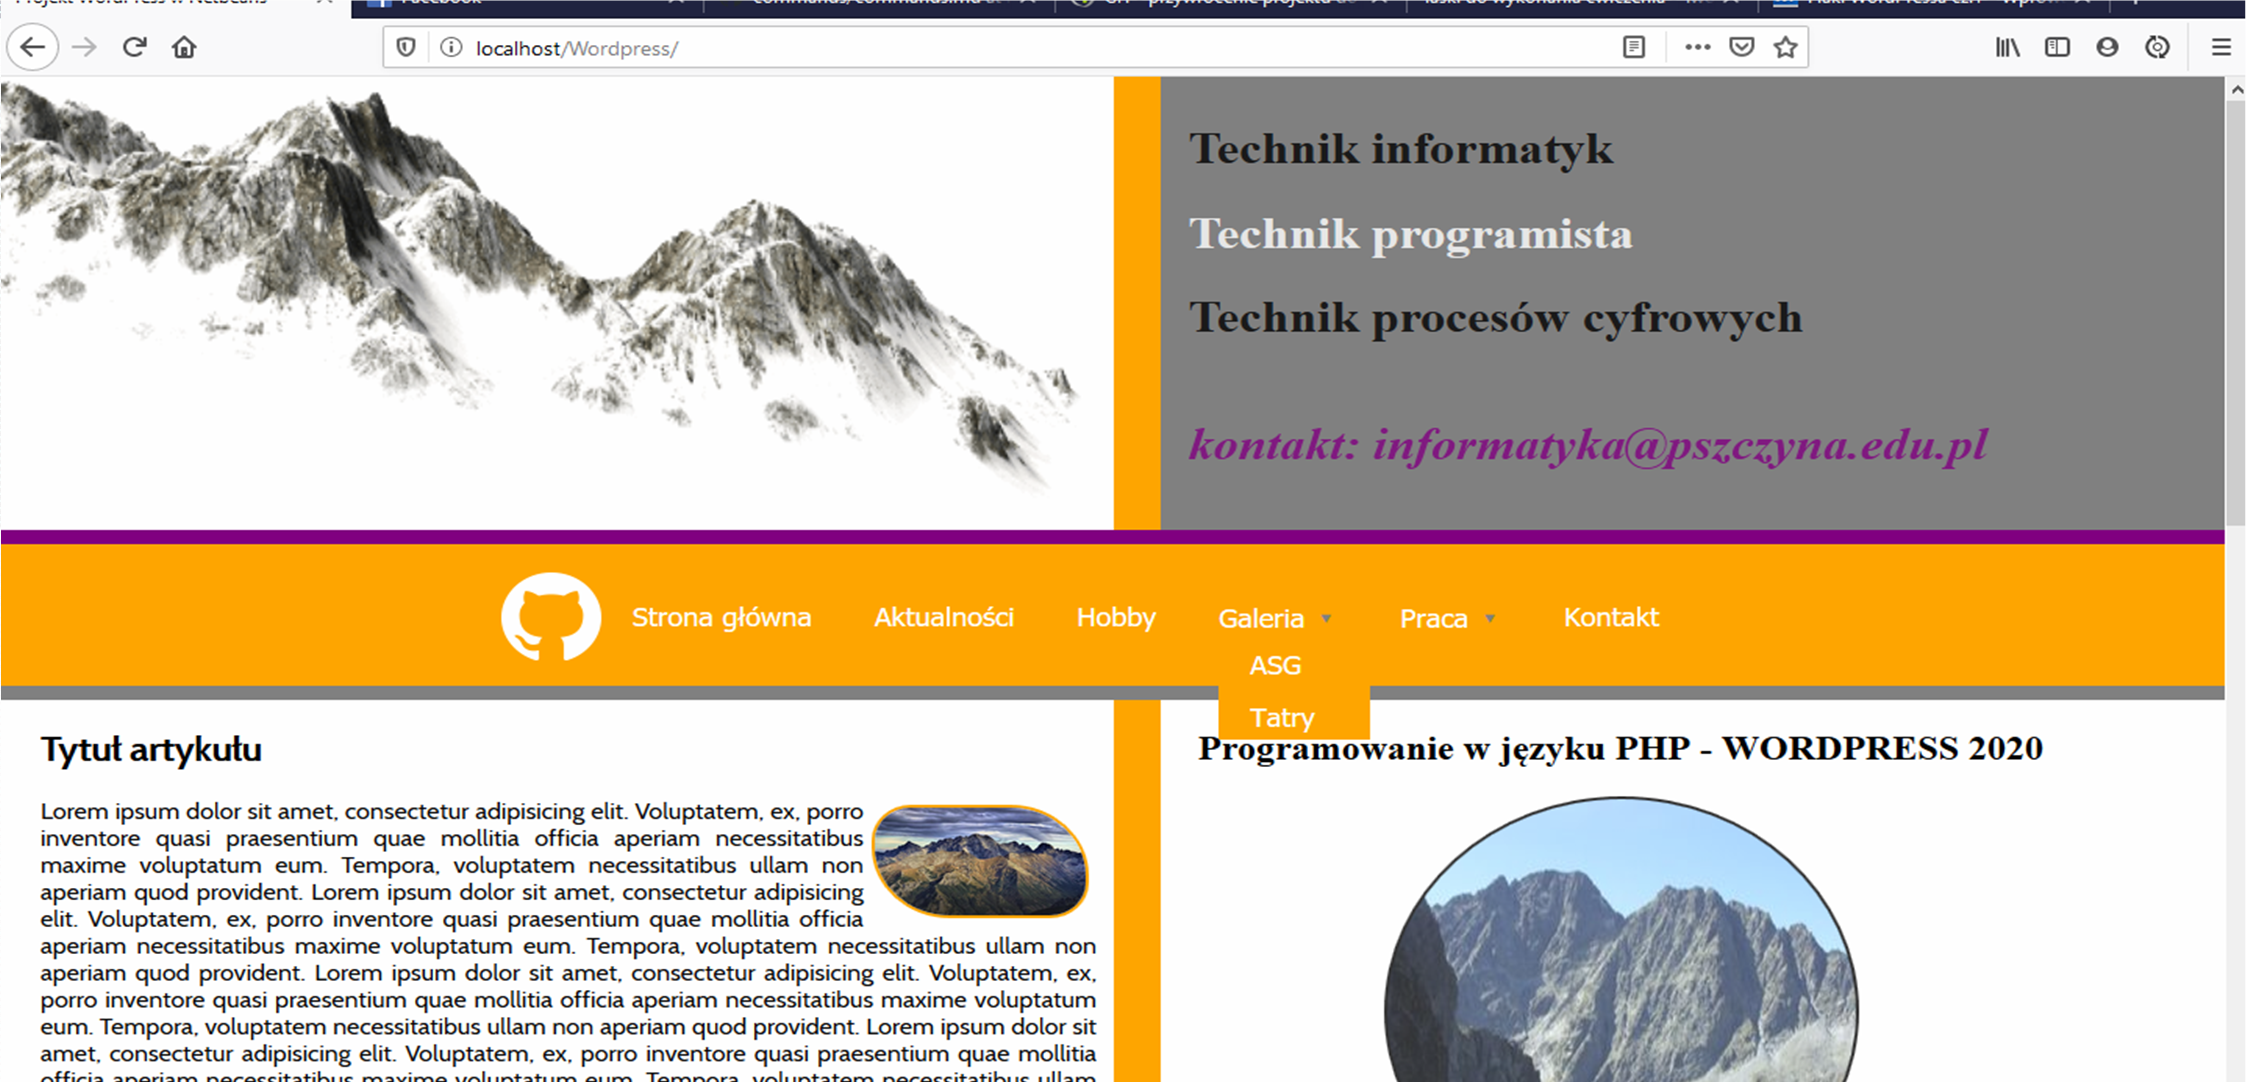 Projekt WordPress w Netbeans
Facebook
localhost/Wordpress/
Technik informatyk
Technik programista
Technik procesów cyfrowych
kontakt: informatyka@pszczyna.edu.pl
Strona główna
Aktualności
Hobby
Galeria
Praca
Kontakt
ASG
Tatry
Tytuł artykułu
Programowanie w języku PHP - WORDPRESS 2020
Lorem ipsum dolor sit amet, consectetur adipisicing elit. Voluptatem, ex, porro
inventore quasi praesentium quae mollitia officia aperiam necessitatibus
maxime voluptatum eum. Tempora, voluptatem necessitatibus ullam non
aperiam quod provident. Lorem ipsum dolor sit amet, consectetur adipisicing
elit. Voluptatem, ex, porro inventore quasi praesentium quae mollitia officia
aperiam necessitatibus maxime voluptatum eum. Tempora, voluptatem necessitatibus ullam non
aperiam quod provident. Lorem ipsum dolor sit amet, consectetur adipisicing elit. Voluptatem, ex,
porro inventore quasi praesentium quae mollitia officia aperiam necessitatibus maxime voluptatum
eum. Tempora, voluptatem necessitatibus ullam non aperiam quod provident. Lorem ipsum dolor sit
amet, consectetur adipisicing elit. Voluptatem, ex, porro inventore quasi praesentium quae mollitia
officia aperiam necessitatibus maxime voluptatum eum. Tempora, voluptatem necessitatibus ullam